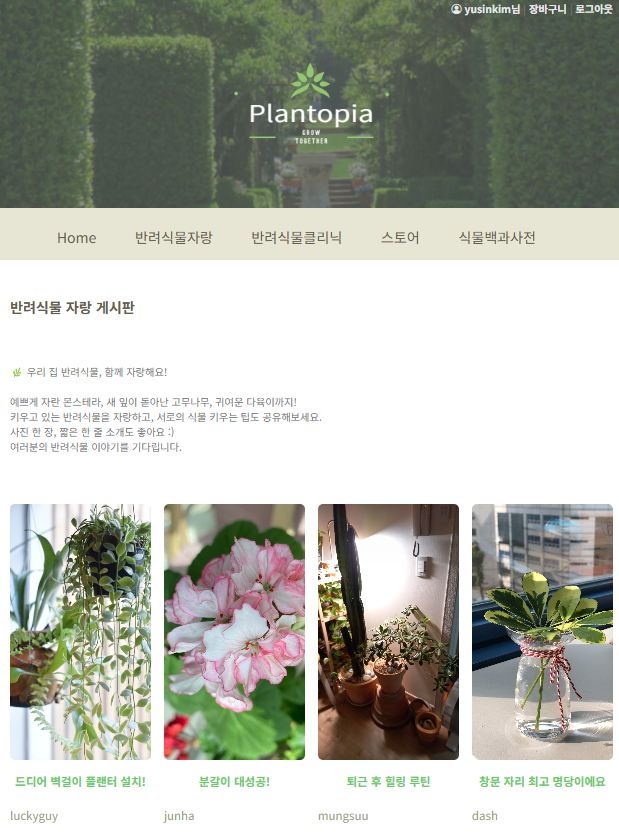 yusinkim님 | 장바구니 | 로그아웃
Plantopia
GROW
TOGETHER
Home 반려식물자랑 반려식물클리닉 스토어 식물백과사전
반려식물 자랑 게시판
우리 집 반려식물, 함께 자랑해요!
예쁘게 자란 몬스테라, 새 잎이 돋아난 고무나무, 귀여운 다육이까지!
키우고 있는 반려식물을 자랑하고, 서로의 식물 키우는 팁도 공유해보세요.
사진 한 장, 짧은 한 줄 소개도 좋아요 :)
여러분의 반려식물 이야기를 기다립니다.
드디어 벽걸이 플랜터 설치! 분갈이 대성공! 퇴근 후 힐링 루틴 창문 자리 최고 명당이에요
luckyguy junha mungsuu dash